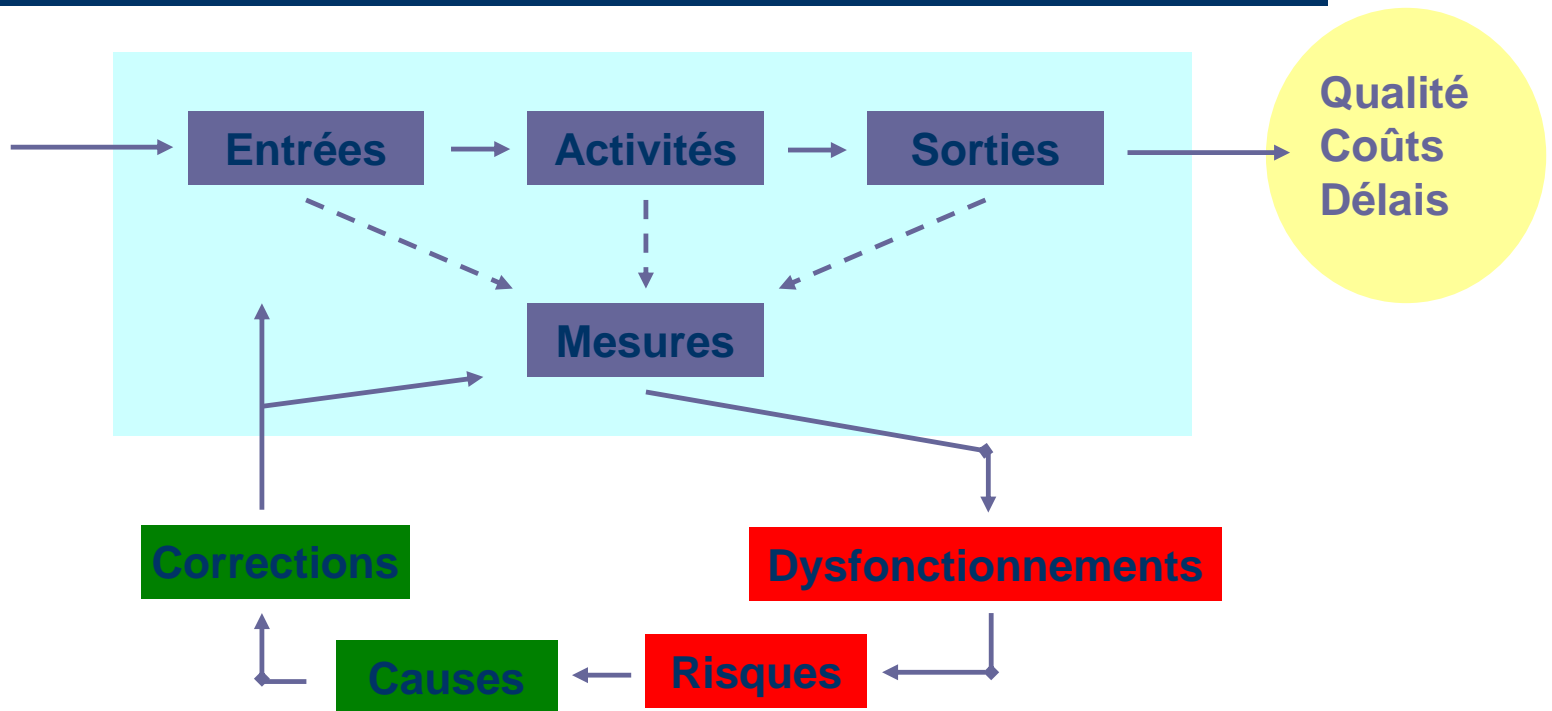 Qualité
Coûts
Délais
Entrées
Activités
Sorties
Mesures
Corrections
Dysfonctionnements
Causes
Risques